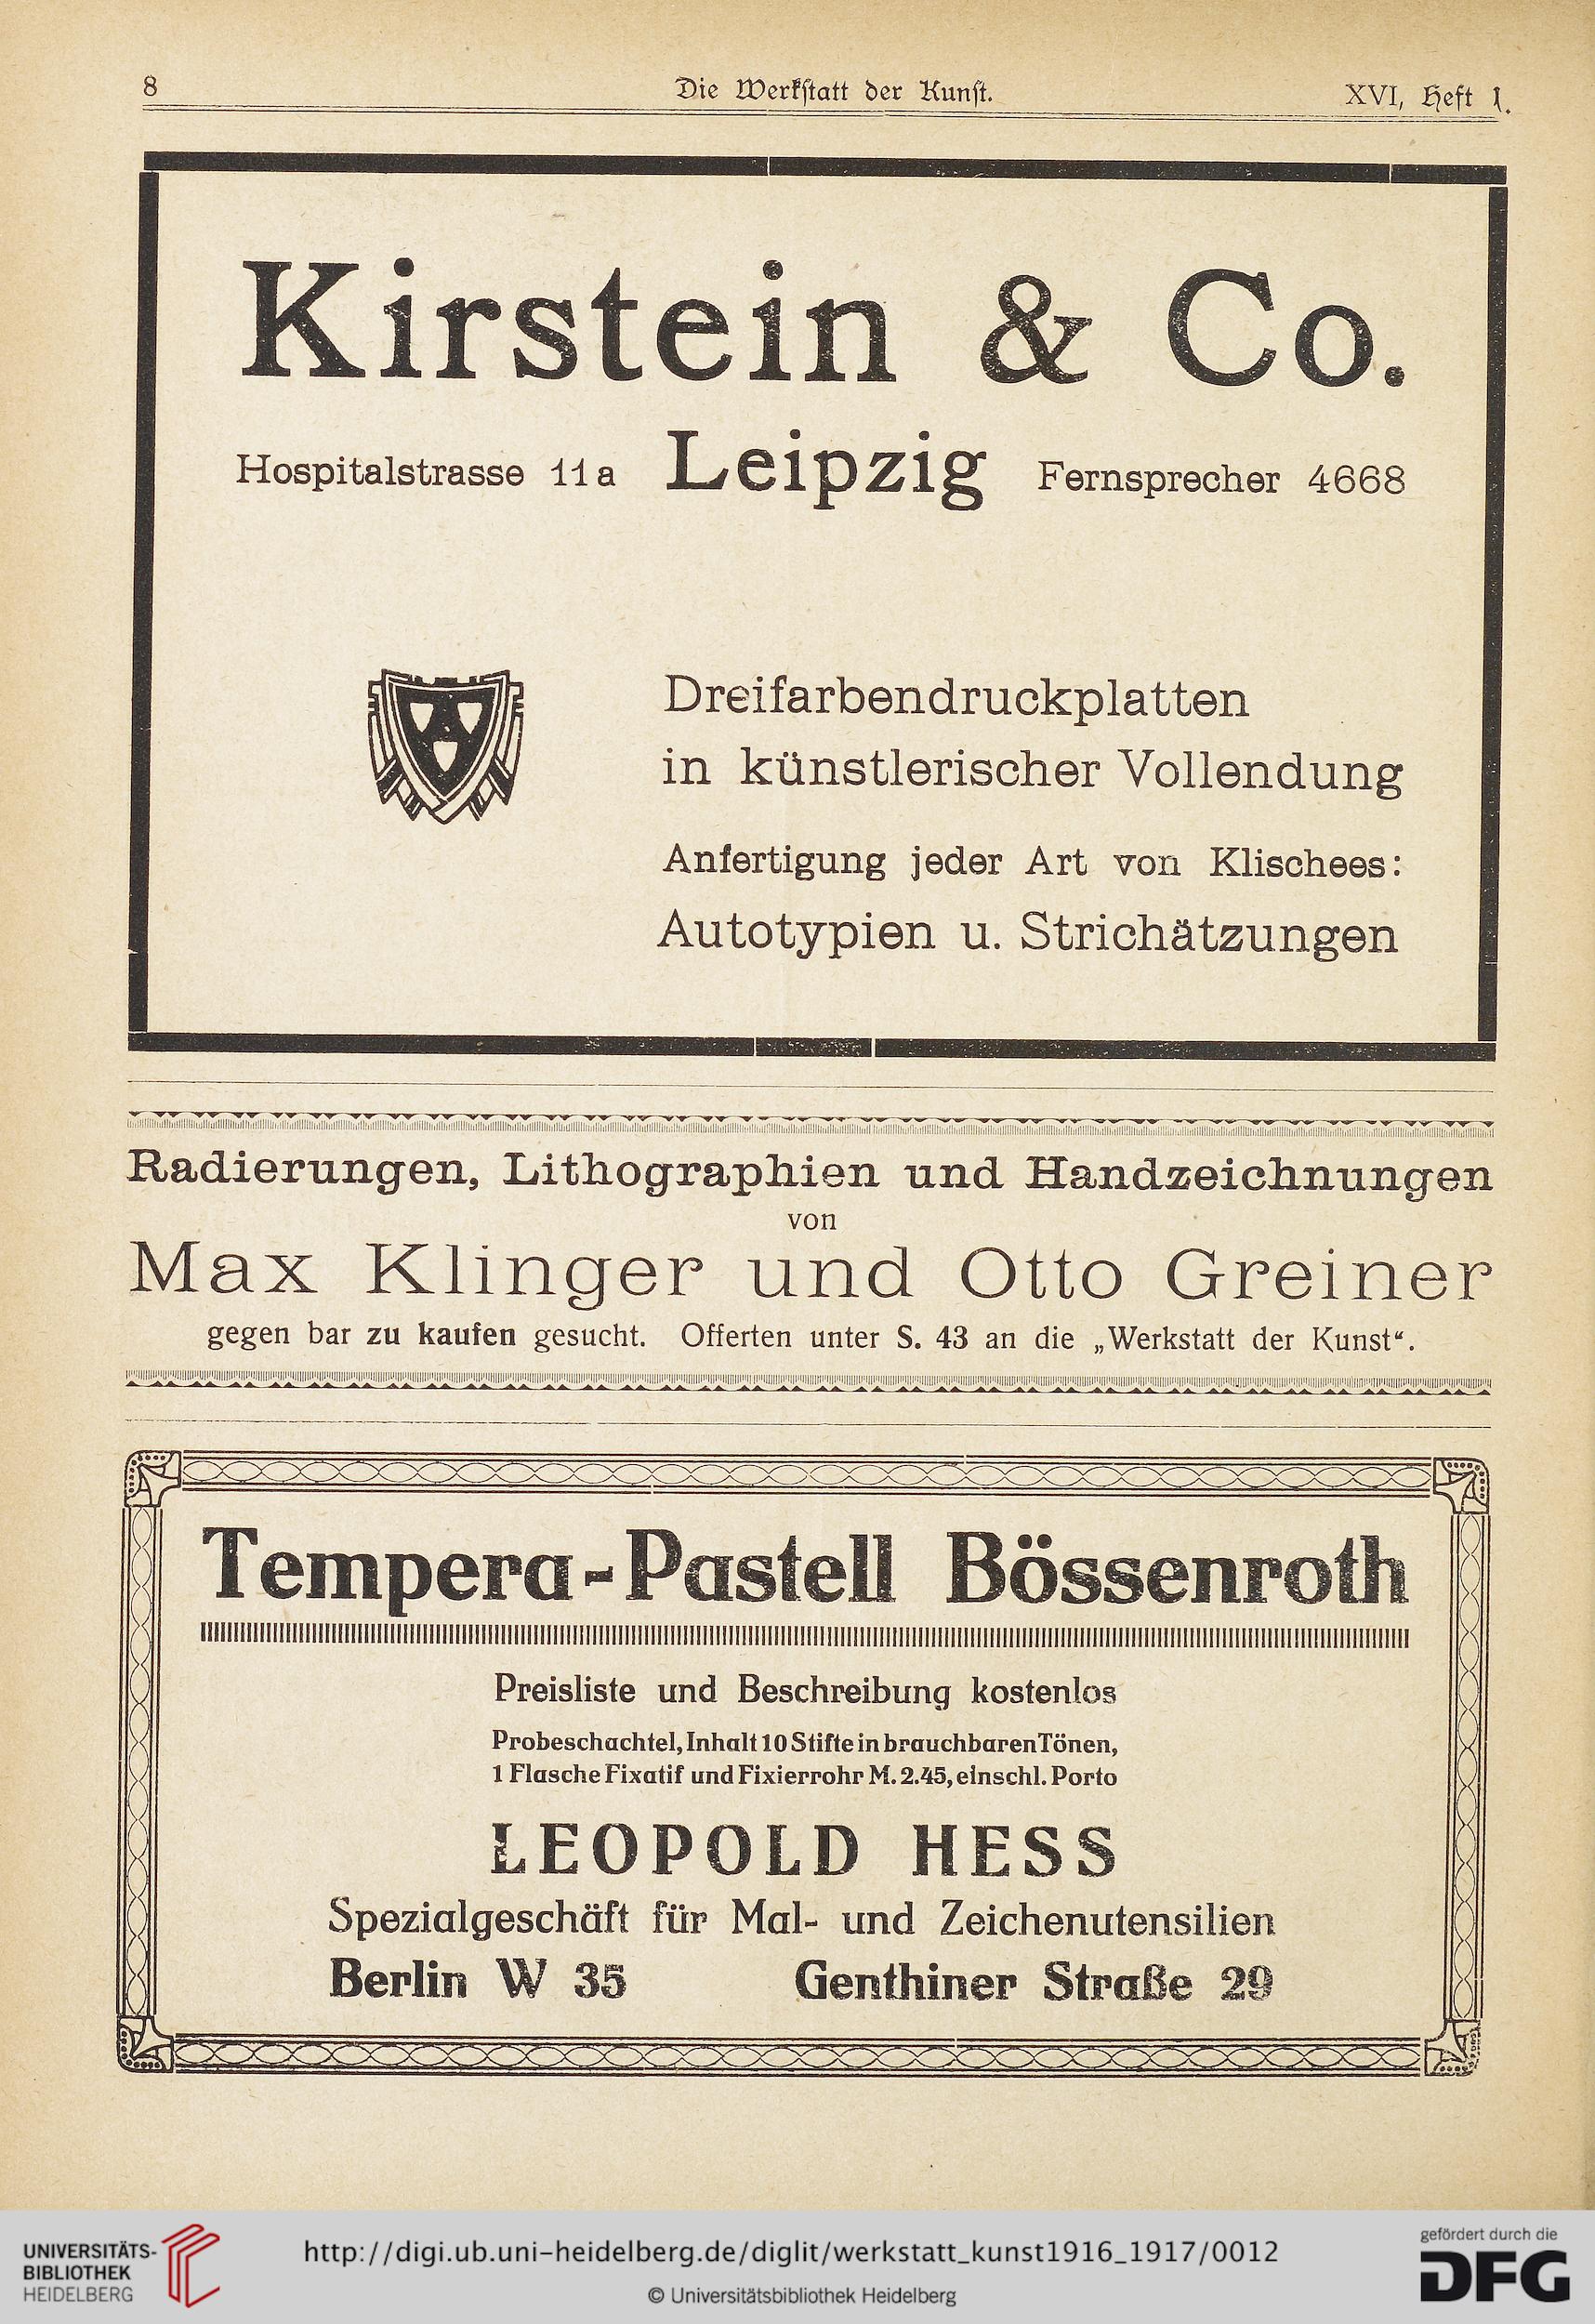 8
Die Werkstatt der Kunst.
XVI, Heft 1.
Kirstein & Co.
Hospitalstrasse 11a Leipzig Fernsprecher 4668
Dreifarbendruckplatten
in künstlerischer Vollendung
Anfertigung jeder Art von Klischees:
Autotypien u. Strichätzungen
Radierungen, Lithographien und Handzeichnungen
von
Max Klinger und Otto Greiner
gegen bar zu kaufen gesucht. Offerten unter S. 43 an die „Werkstatt der Kunst“.
Tempera-Pastell Bössenroth
Preisliste und Beschreibung kostenlos
Probeschachtel, Inhalt 10 Stifte in brauchbaren Tönen,
1 Flasche Fixatif und Fixierrohr M. 2.45, einschl. Porto
LEOPOLD HESS
Spezialgeschäft für Mal- und Zeichenutensilien
Berlin W 35 Genthiner Straße 29
UNIVERSITÄTS-
BIBLIOTHEK
HEIDELBERG
http://digi.ub.uni-heidelberg.de/diglit/werkstatt_kunst1916_1917/0012
© Universitätsbibliothek Heidelberg
gefördert durch die
DFG